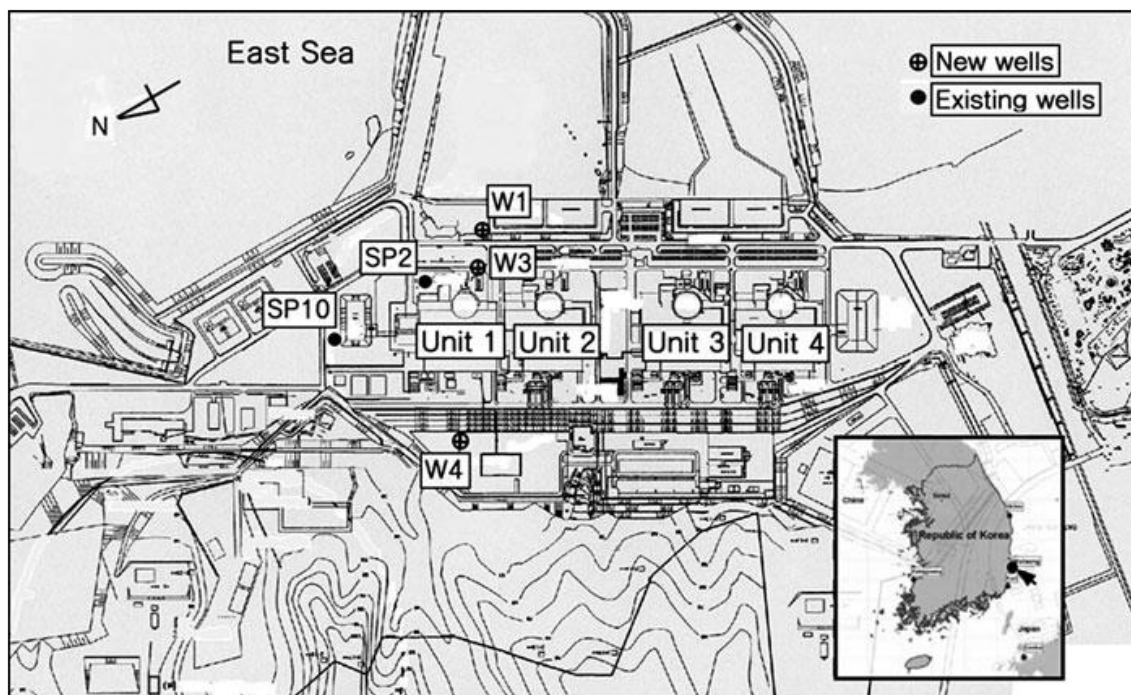 East Sea
New wells
Existing wells
N
W1
SP2
W3
SP10
Unit 1
Unit 2
Unit 3
Unit 4
W4
China
Seoul
Republic of Korea
Japan